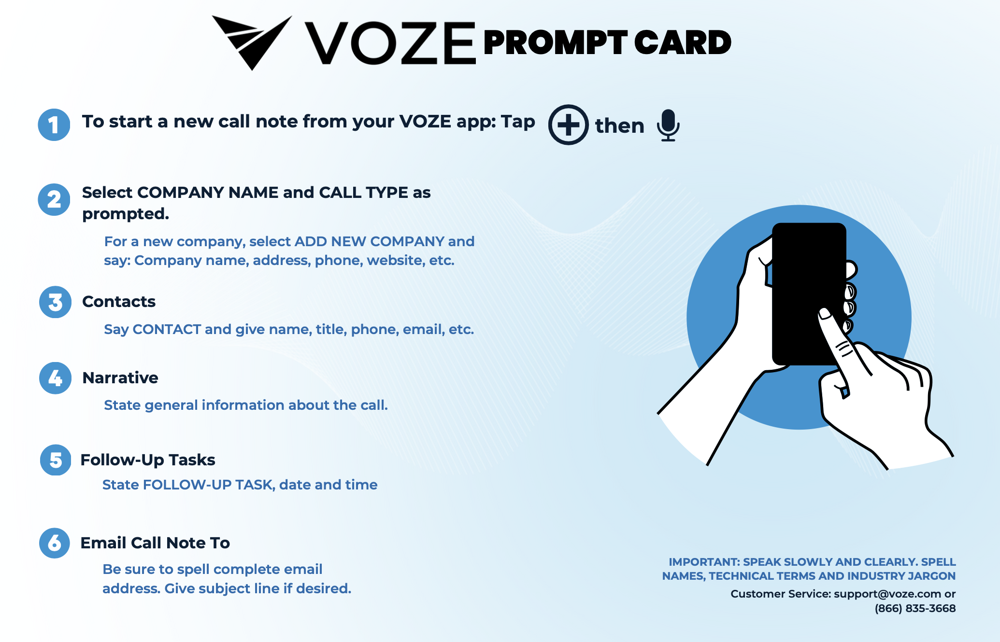 VOZE PROMPT CARD
1 To start a new call note from your VOZE app: Tap then
2 Select COMPANY NAME and CALL TYPE as
prompted.
For a new company, select ADD NEW COMPANY and
say: Company name, address, phone, website, etc.
3 Contacts
Say CONTACT and give name, title, phone, email, etc.
4 Narrative
State general information about the call.
5 Follow-Up Tasks
State FOLLOW-UP TASK, date and time
6 Email Call Note To
Be sure to spell complete email
address. Give subject line if desired.
IMPORTANT: SPEAK SLOWLY AND CLEARLY. SPELL
NAMES, TECHNICAL TERMS AND INDUSTRY JARGON
Customer Service: support@voze.com or
(866) 835-3668